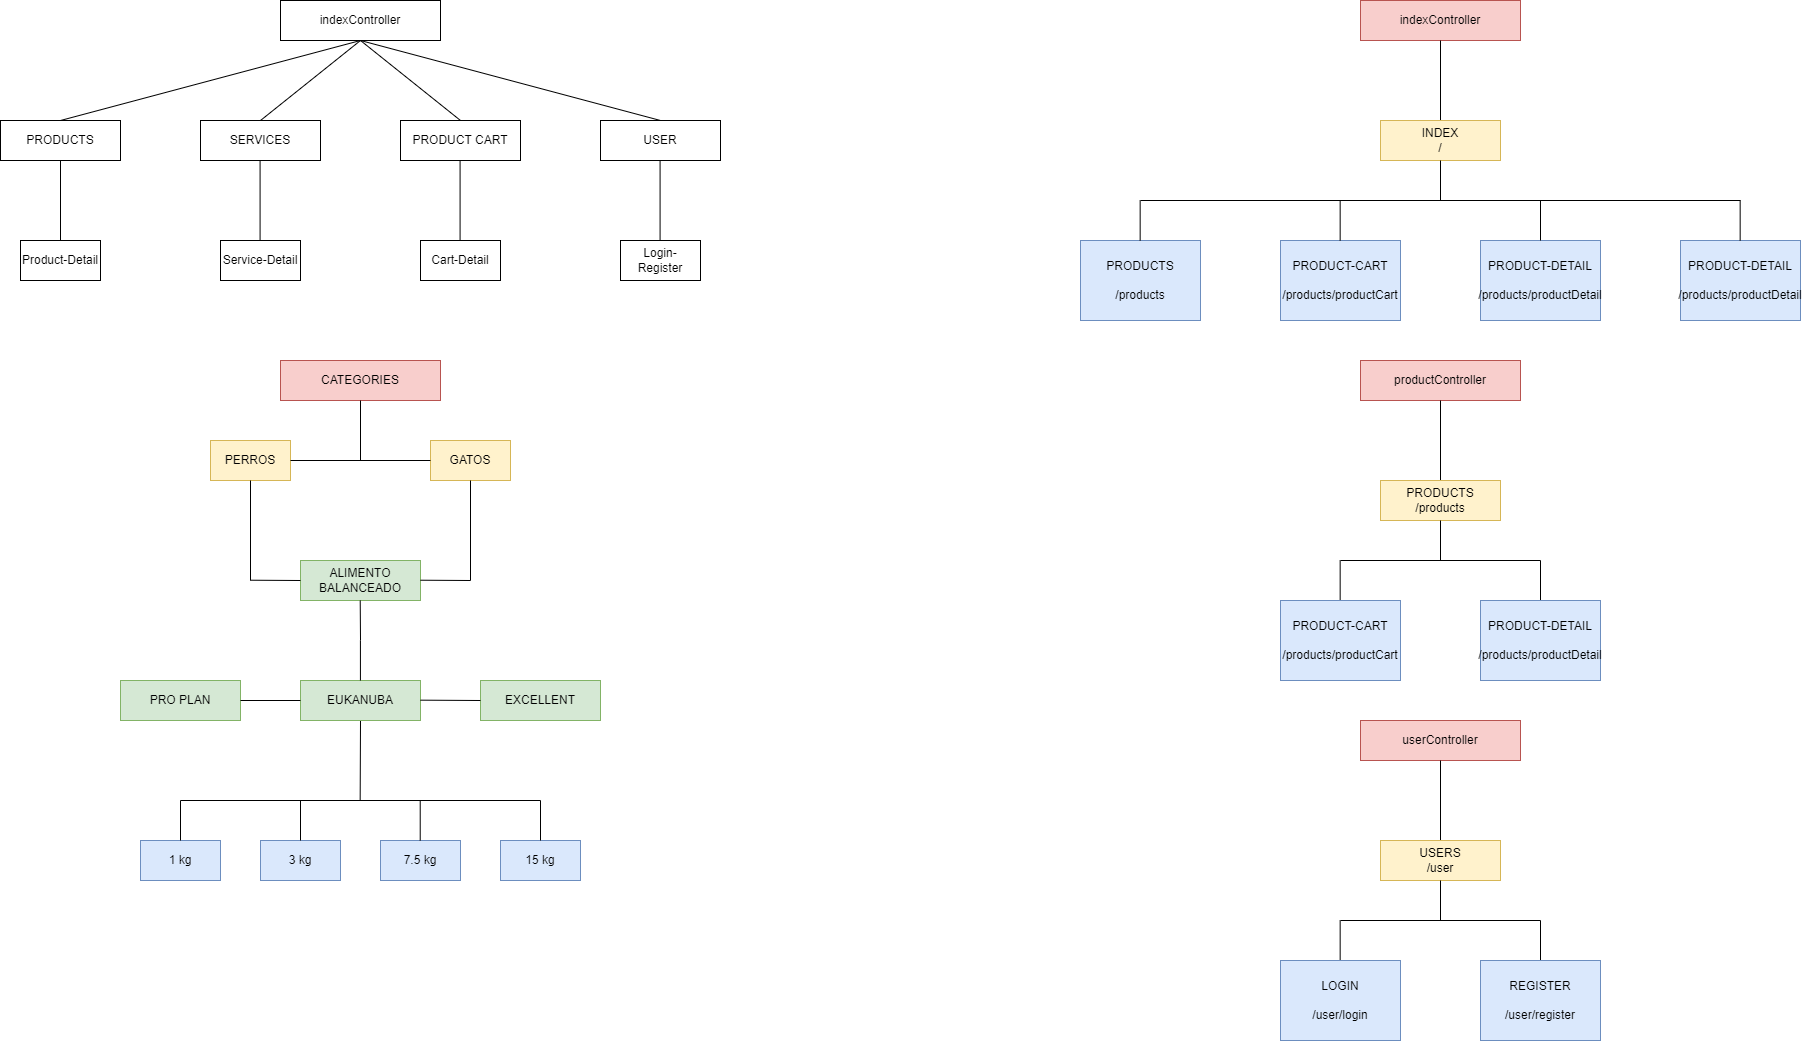 indexController
PRODUCTS
SERVICES
PRODUCT CART
USER
Product-Detail
Service-Detail
Cart-Detail
Login-
Register
CATEGORIES
PERROS
GATOS
ALIMENTO
BALANCEADO
PRO PLAN
EUKANUBA
EXCELLENT
1 kg
3 kg
7.5 kg
15 kg
indexController
INDEX
/
PRODUCTS
/products
PRODUCT-CART
/products/productCart
PRODUCT-DETAIL
/products/productDetail
PRODUCT-DETAIL
/products/productDetail
productController
PRODUCTS
/products
PRODUCT-CART
/products/productCart
PRODUCT-DETAIL
/products/productDetail
userController
USERS
/user
LOGIN
/user/login
REGISTER
/user/register